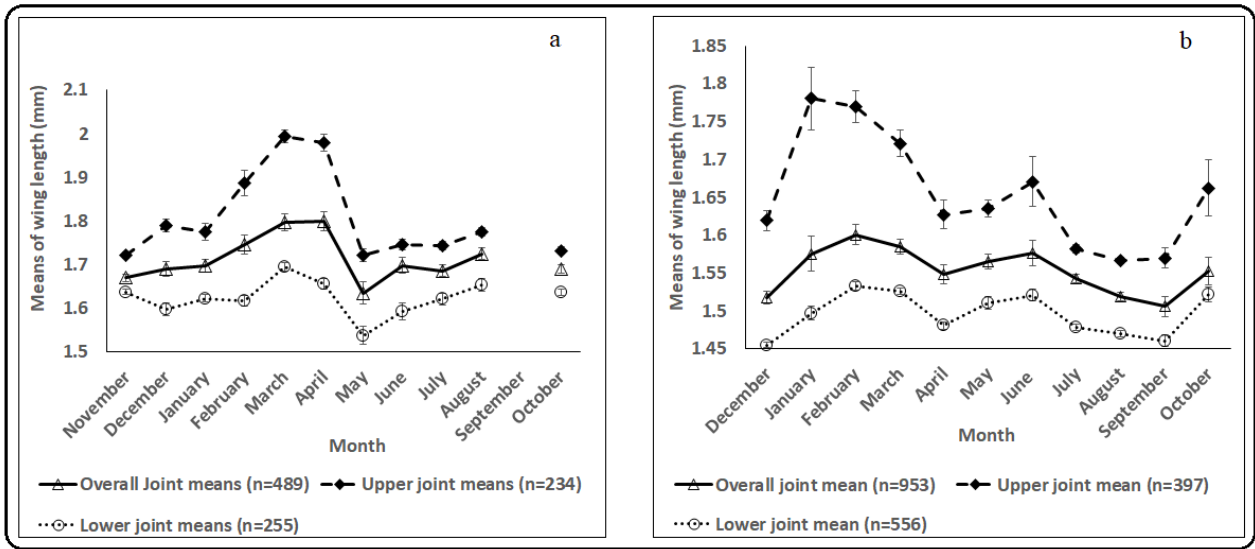 a
Means of wing length (mm)
2.1
2
1.9
1.8
1.7
1.6
1.5
November
December
January
February
March
April
May
June
July
August
September
October
Month
Overall Joint means (n=489)
Upper joint means (n=234)
Lower joint means (n=255)
b
Means of wing length (mm)
1.85
1.8
1.75
1.7
1.65
1.6
1.55
1.5
1.45
December
January
February
March
April
May
June
July
August
September
October
Month
Overall joint mean (n=953)
Upper joint mean (n=397)
Lower joint mean (n=556)